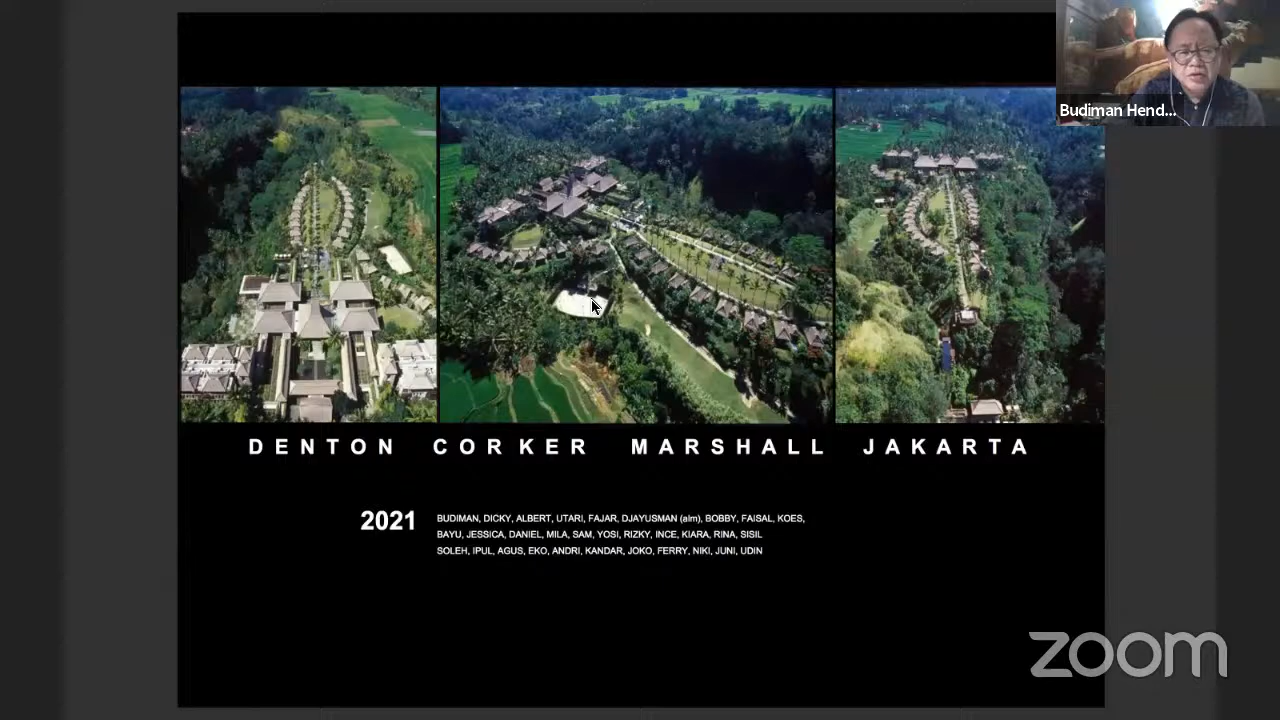 Budiman Hend...
DENTON CORKER MARSHALL JAKARTA
2021
BUDIMAN, DICKY, ALBERT, UTARI, FAJAR, DJAYUSMAN (alm), BOBBY, FAISAL, KOES,
BAYU, JESSICA, DANIEL, MILA, SAM, YOSI, RIZKY, INCE, KIARA, RINA, SISIL
SOLEH, IPUL, AGUS, EKO, ANDRI, KANDAR, JOKO, FERRY, NIKI, JUNI, UDIN
zoom